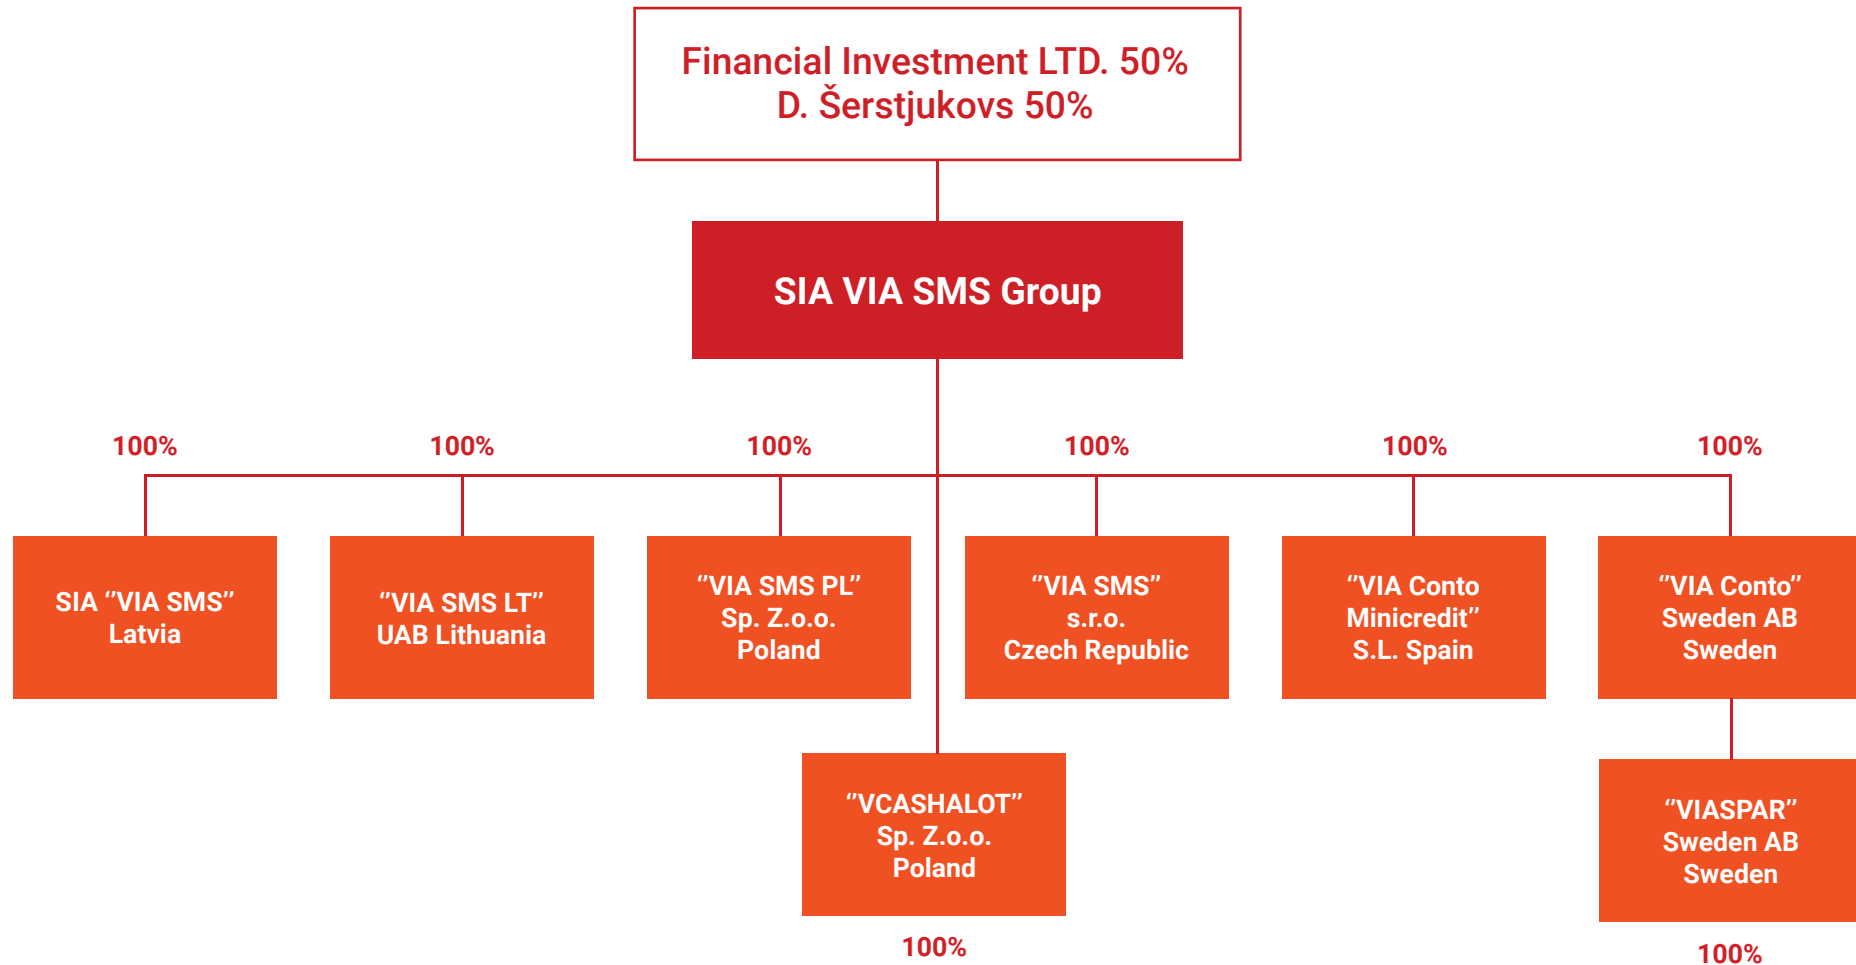 Financial Investment LTD. 50%
D. Šerstjukovs 50%
SIA VIA SMS Group
100%
100%
100%
100%
100%
100%
SIA ‘‘VIA SMS’’
Latvia
‘‘VIA SMS LT’’
UAB Lithuania
‘‘VIA SMS PL’’
Sp. Z.o.o.
Poland
‘‘VIA SMS’’
s.r.o.
Czech Republic
‘‘VIA Conto
Minicredit’’
S.L. Spain
‘‘VIA Conto’’
Sweden AB
Sweden
‘‘VCASHALOT’’
Sp. Z.o.o.
Poland
100%
‘‘VIASPAR’’
Sweden AB
Sweden
100%